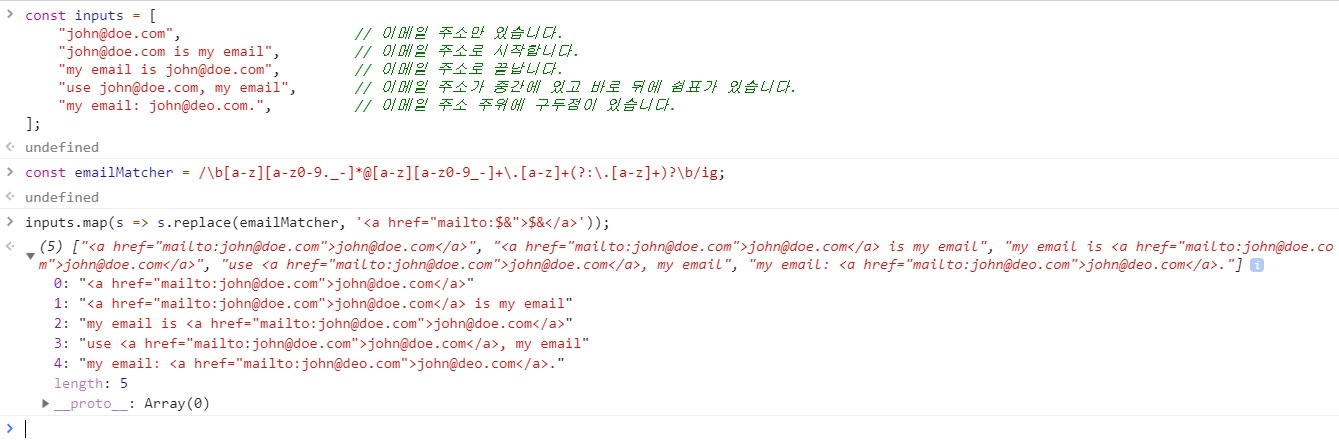 > const inputs = [
"john@doe.com", // 이메일 주소만 있습니다.
"john@doe.com is my email", // 이메일 주소로 시작합니다.
"my email is john@doe.com", // 이메일 주소로 끝납니다.
"use john@doe.com, my email", // 이메일 주소가 중간에 있고 바로 뒤에 쉼표가 있습니다.
"my email: john@deo.com.", // 이메일 주소 주위에 구두점이 있습니다.
];
undefined
> const emailMatcher = /\b[a-z][a-z0-9._-]*@[a-z][a-z0-9_-]+\.[a-z]+(?:\.[a-z]+)?\b/ig;
undefined
> inputs.map(s => s.replace(emailMatcher, '<a href="mailto:$&">$&</a>'));
(5) ["<a href="mailto:john@doe.com">john@doe.com</a>", "<a href="mailto:john@doe.com">john@doe.com</a> is my email", "my email is <a href="mailto:john@doe.co
m">john@doe.com</a>", "use <a href="mailto:john@doe.com">john@doe.com</a>, my email", "my email: <a href="mailto:john@deo.com">john@deo.com</a>."] i
0: "<a href="mailto:john@doe.com">john@doe.com</a>"
1: "<a href="mailto:john@doe.com">john@doe.com</a> is my email"
2: "my email is <a href="mailto:john@doe.com">john@doe.com</a>"
3: "use <a href="mailto:john@doe.com">john@doe.com</a>, my email"
4: "my email: <a href="mailto:john@deo.com">john@deo.com</a>."
length: 5
__proto__: Array(0)
>